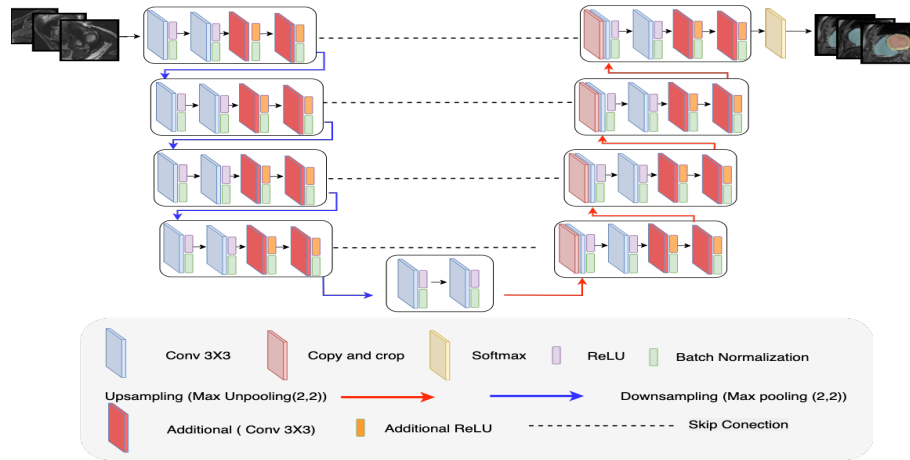 Conv 3X3 Copy and crop Softmax ReLU Batch Normalization
Upsampling (Max Unpooling(2,2)) Downsampling (Max pooling (2,2))
Additional ( Conv 3X3) Additional ReLU Skip Conection